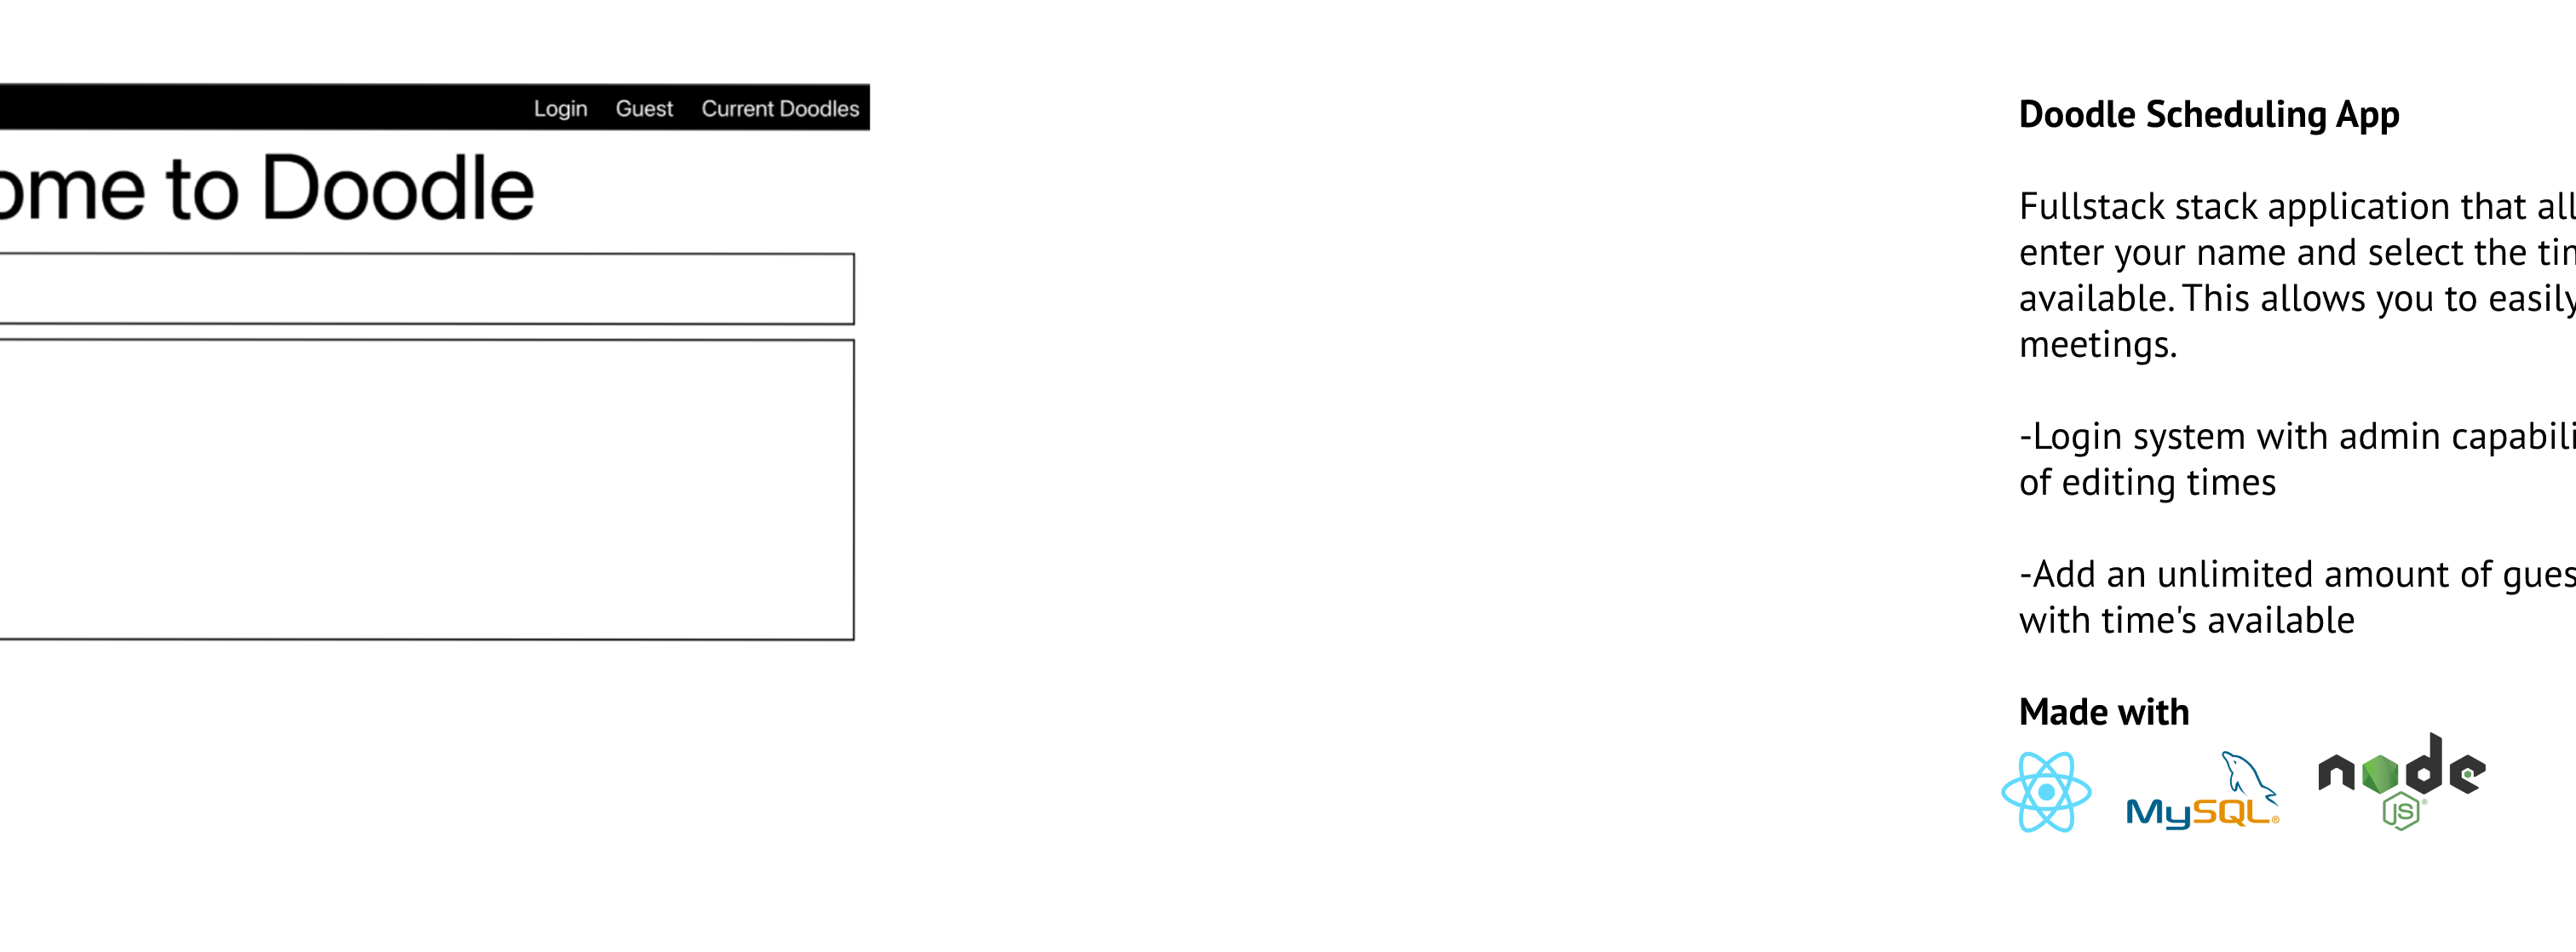 Login Guest Current Doodles
ome to Doodle
Doodle Scheduling App
Fullstack stack application that all
enter your name and select the tim
available. This allows you to easily
meetings.
-Login system with admin capabili
of editing times
-Add an unlimited amount of gues
with time's available
Made with
MySQL®
node
JS®